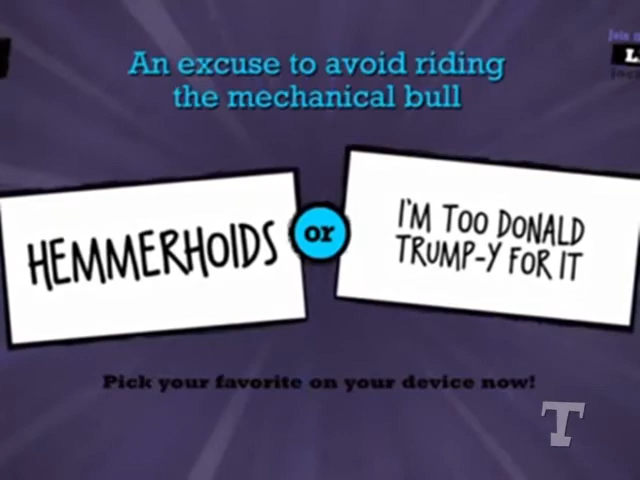 Join
An excuse to avoid riding
the mechanical bull
HEMMERHOIDS
or
I'M TOO DONALD
TRUMP-Y FOR IT
Pick your favorite on your device now!
T